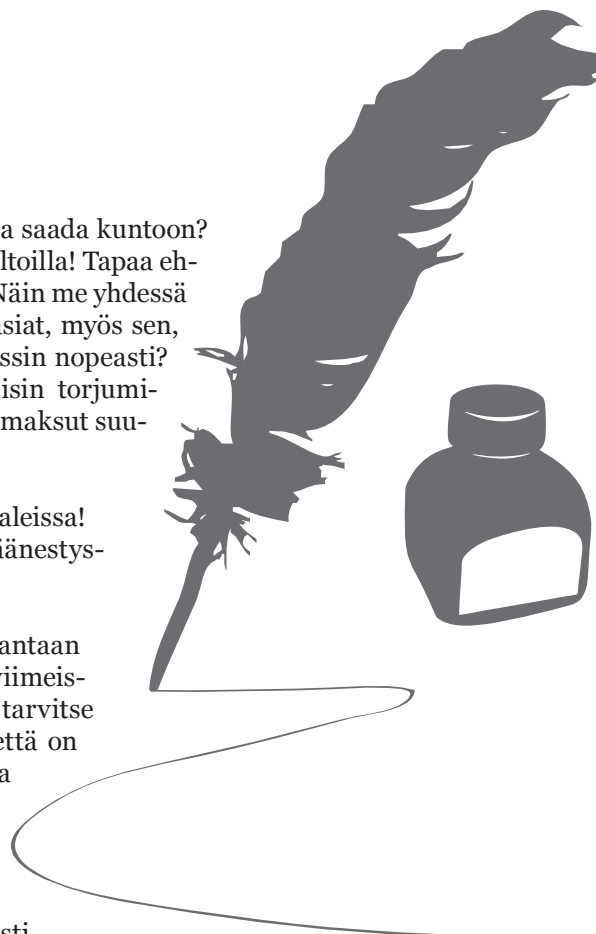 a saada kuntoon?
ltoilla! Tapaa eh-
Näin me yhdessä
siat, myös sen,
ssin nopeasti?
isin torjumi-
maksut suu-
aleissa!
äänestys-
antaan
viimeis-
tarvitse
että on
a
sti